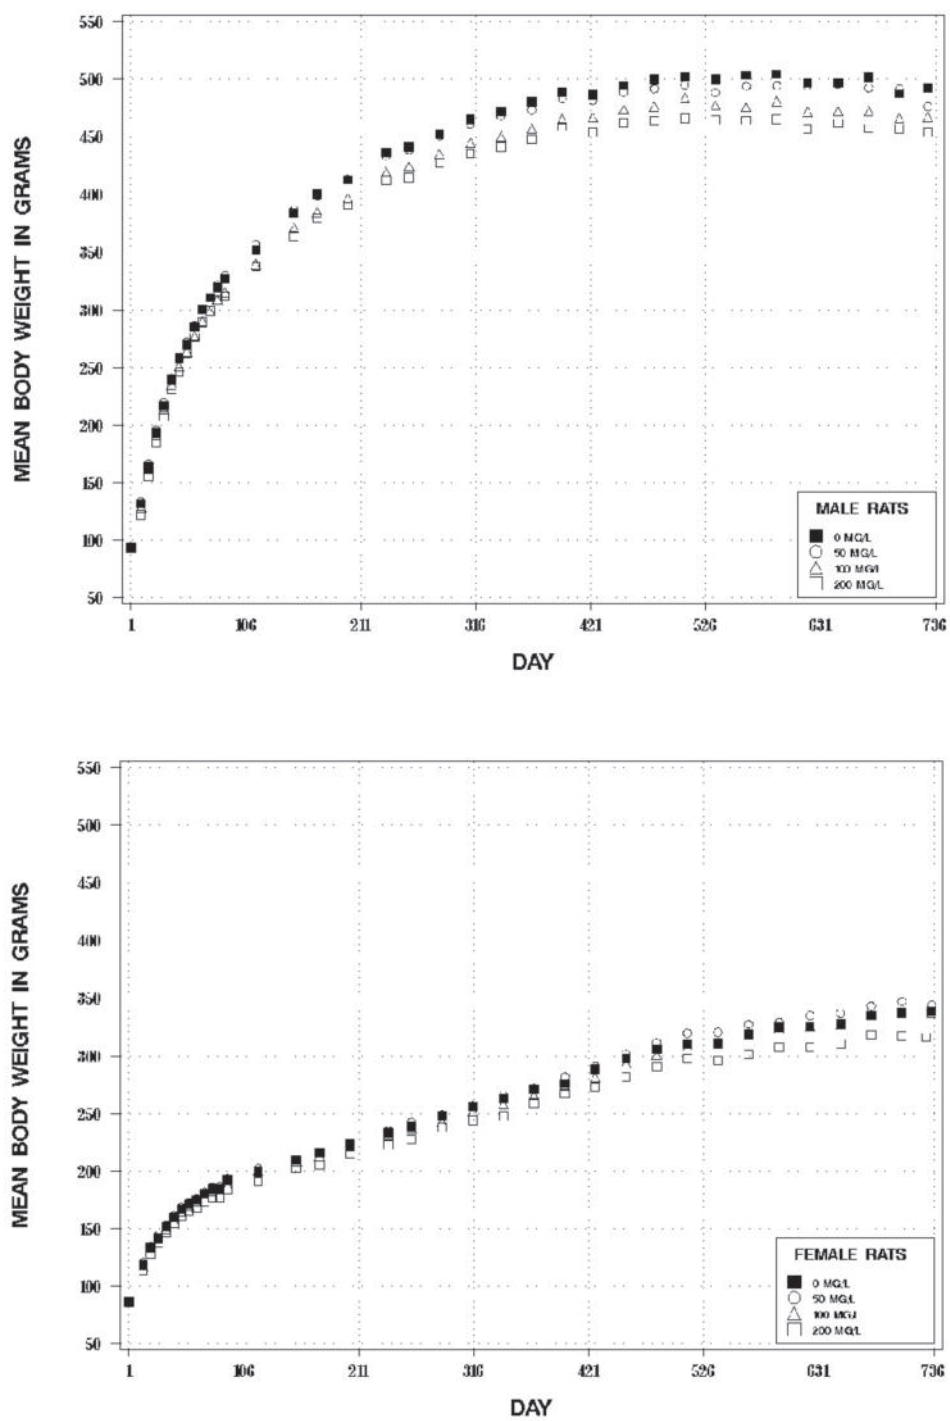 MEAN BODY WEIGHT IN GRAMS
550
500
450
400
350
300
250
200
150
100
50
MALE RATS
0 MG/L
50 MG/L
100 MG/L
200 MG/L
1 106 211 316 421 526 631 736
DAY
MEAN BODY WEIGHT IN GRAMS
550
500
450
400
350
300
250
200
150
100
50
FEMALE RATS
0 MG/L
50 MG/L
100 MG/L
200 MG/L
1 106 211 316 421 526 631 736
DAY